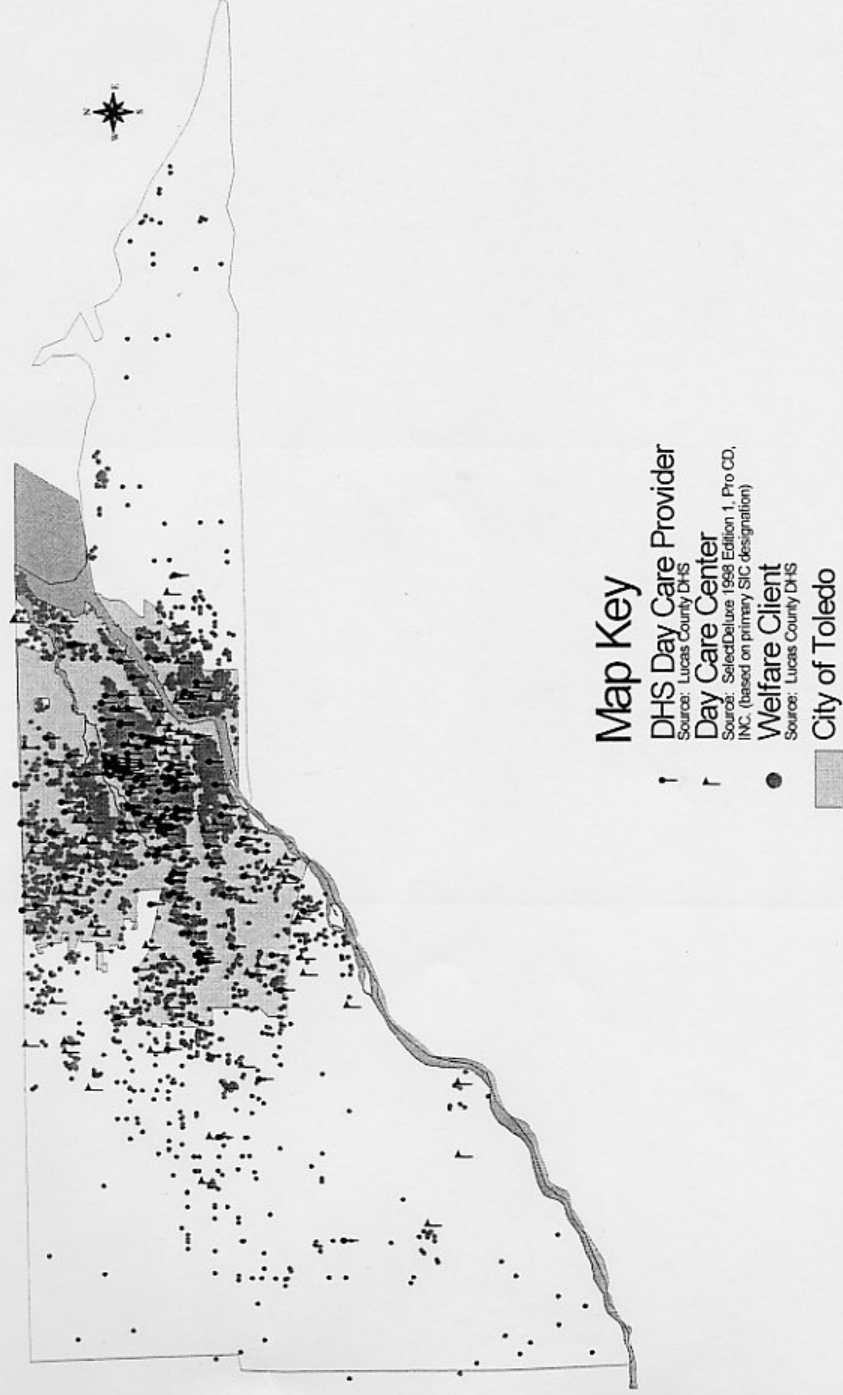 N
W
E
S
Map Key
DHS Day Care Provider
Source: Lucas County DHS
Day Care Center
Source: SelectDeluxe 1998 Edition 1, Pro CD,
INC. (based on primary SIC designation)
Welfare Client
Source: Lucas County DHS
City of Toledo